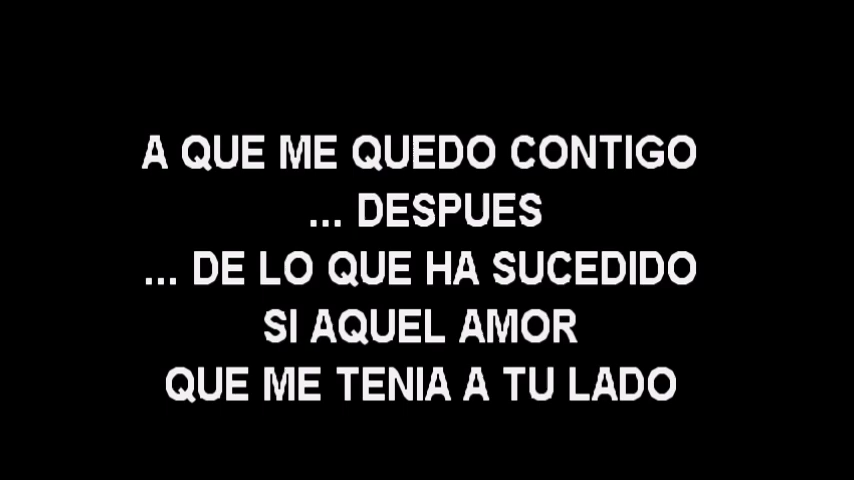 A QUE ME QUEDO CONTIGO
... DESPUES
... DE LO QUE HA SUCEDIDO
SI AQUEL AMOR
QUE ME TENIA A TU LADO